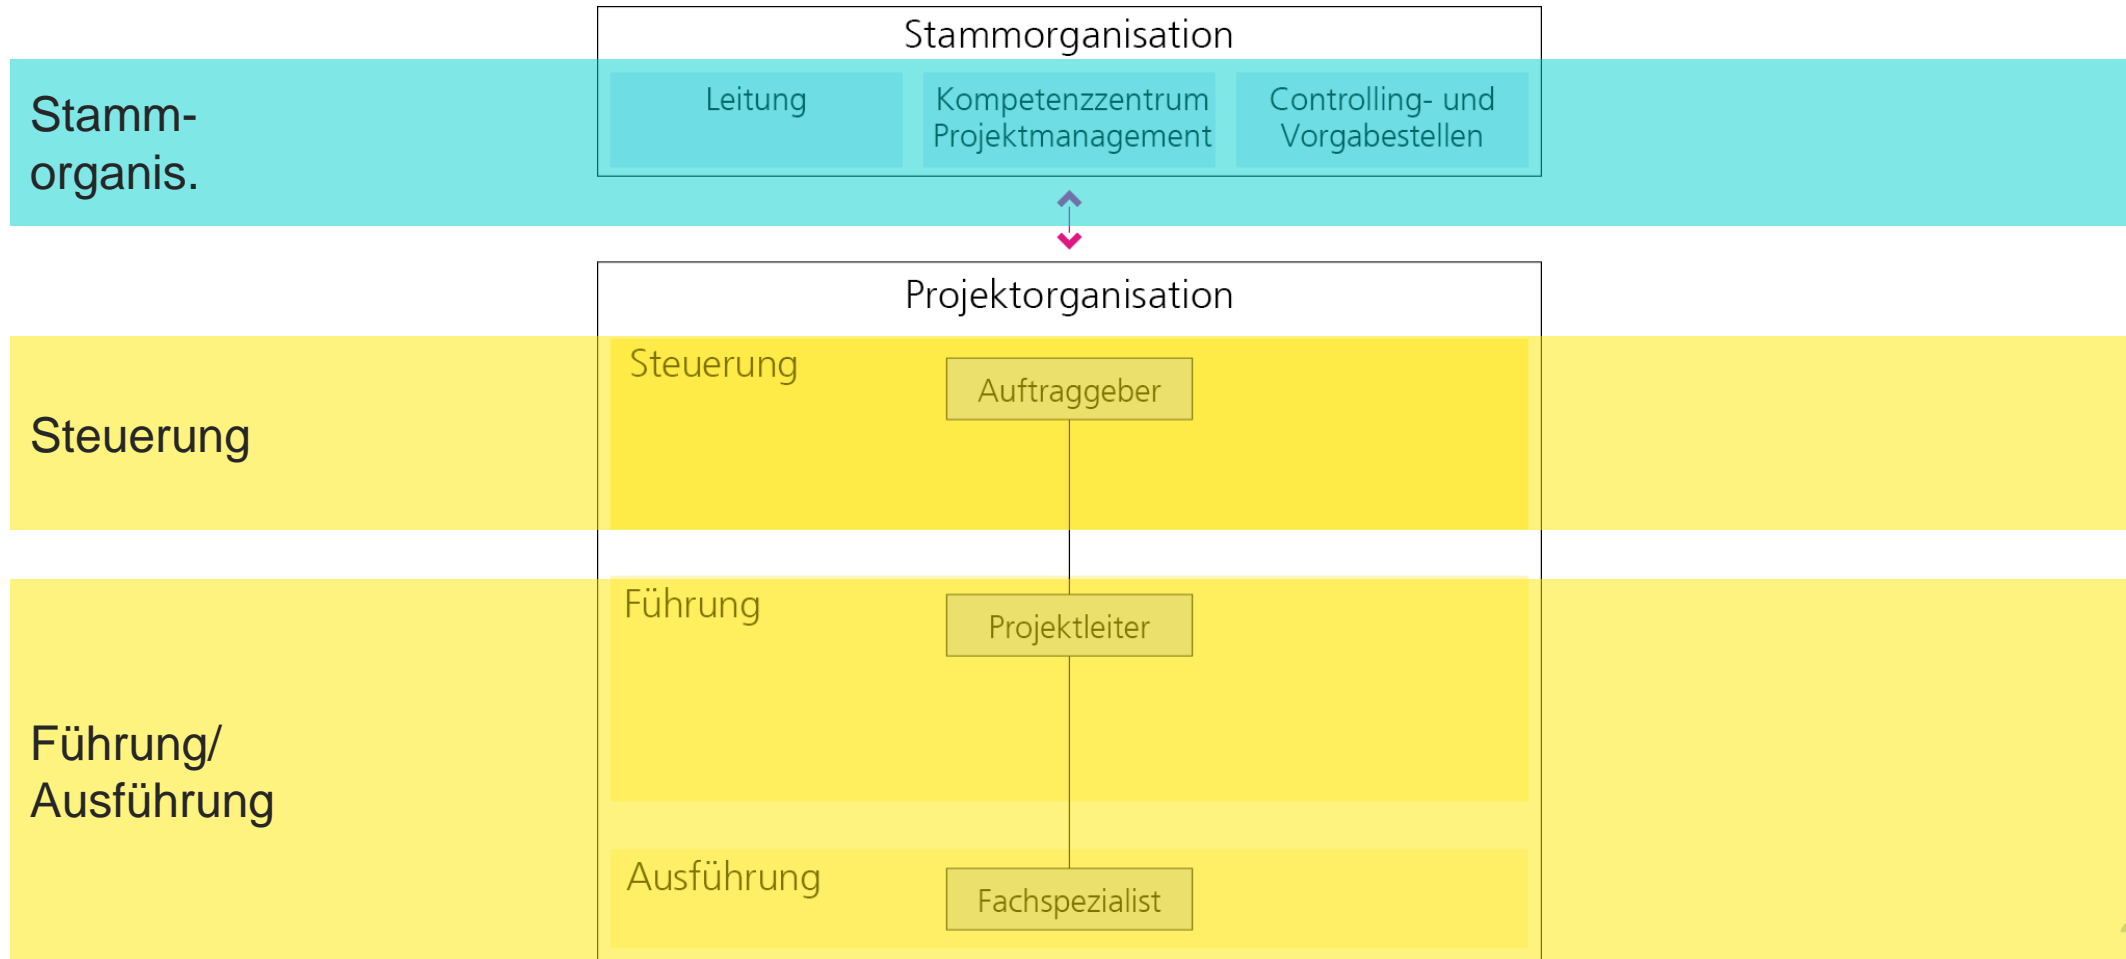 Stammorganisation
Stamm-
organis.
Leitung
Kompetenzzentrum
Projektmanagement
Controlling- und
Vorgabestellen
Projektorganisation
Steuerung
Steuerung
Auftraggeber
Führung/
Ausführung
Führung
Projektleiter
Ausführung
Fachspezialist